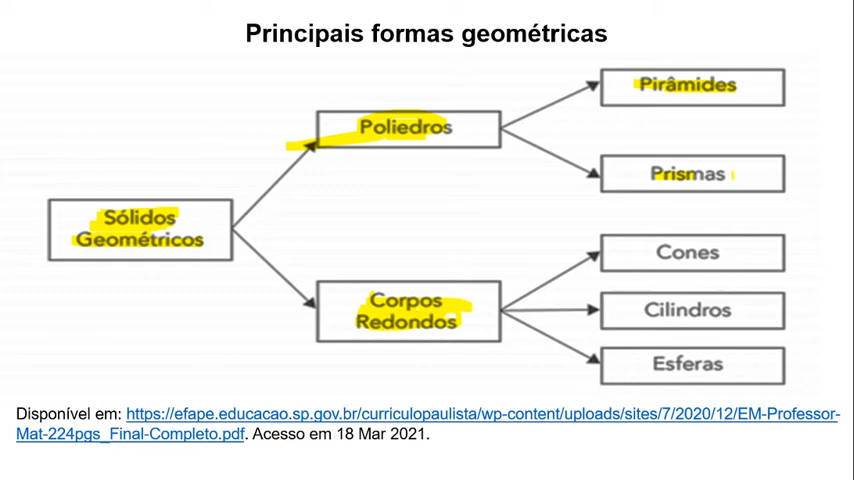 Principais formas geométricas
Pirâmides
Poliedros
Prismas
Sólidos
Geométricos
Cones
Corpos
Redondos
Cilindros
Esferas
Disponível em: https://efape.educacao.sp.gov.br/curriculopaulista/wp-content/uploads/sites/7/2020/12/EM-Professor-
Mat-224pgs_Final-Completo.pdf. Acesso em 18 Mar 2021.